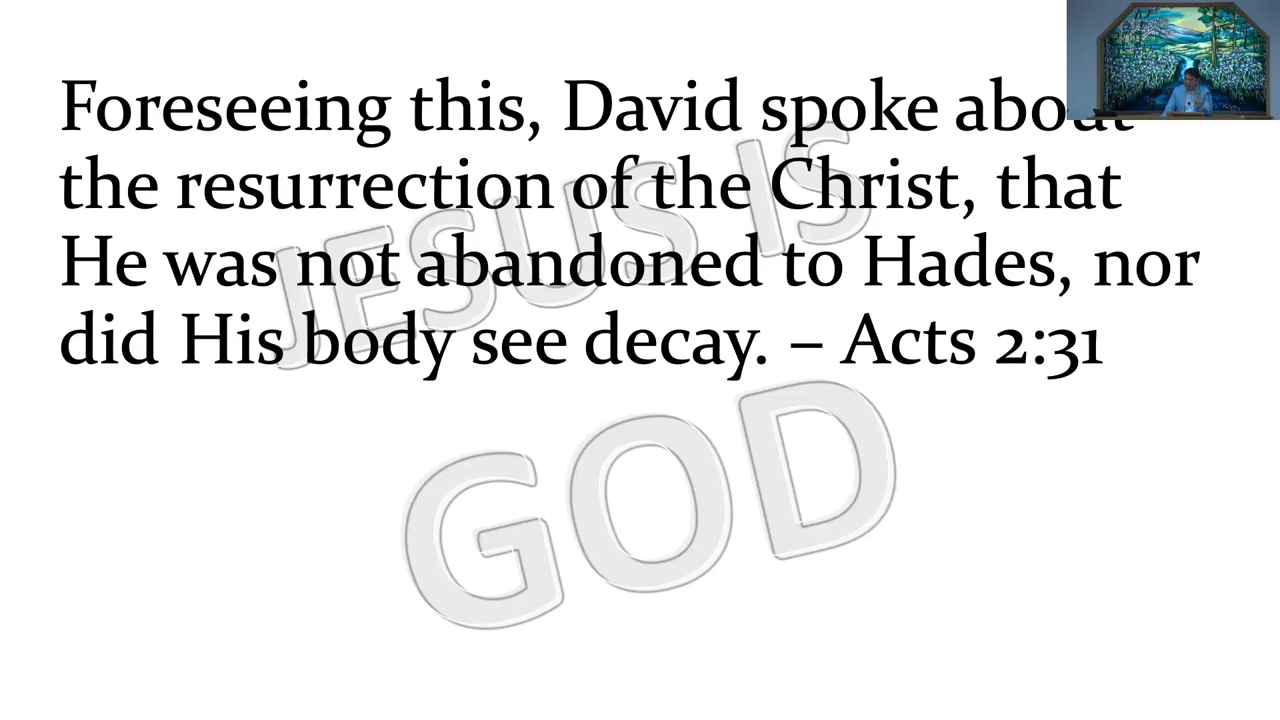 Foreseeing this, David spoke about
the resurrection of the Christ, that
He was not abandoned to Hades, nor
did His body see decay. – Acts 2:31
JESUS IS
GOD